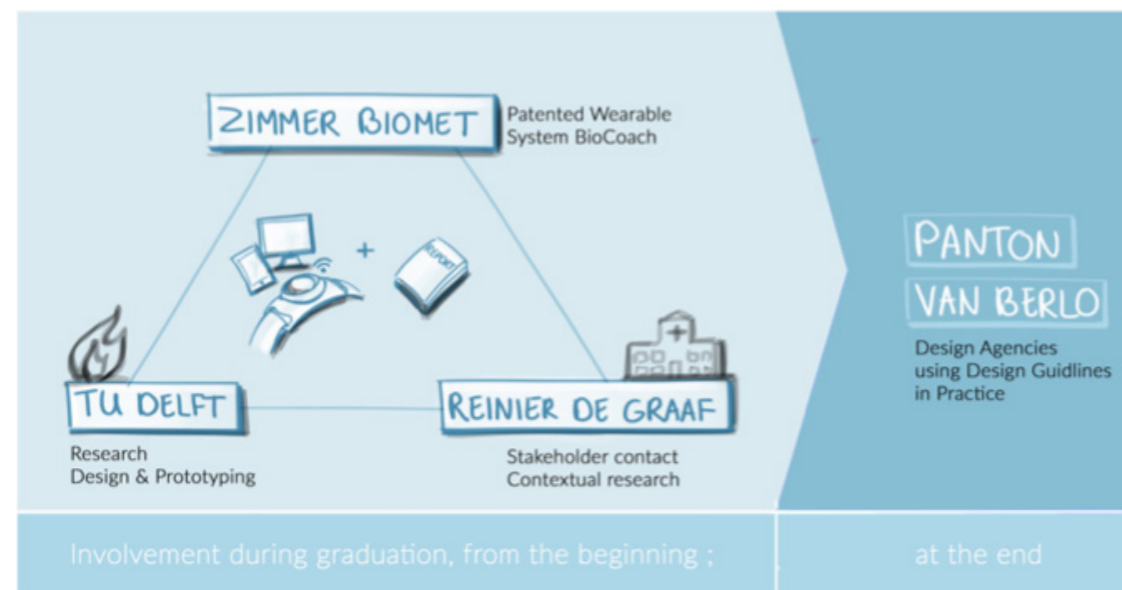 ZIMMER BIOMET
Patented Wearable
System BioCoach
REPORT
TU DELFT
Research
Design & Prototyping
REINIER DE GRAAF
Stakeholder contact
Contextual research
PANTON
VAN BERLO
Design Agencies
using Design Guidlines
in Practice
Involvement during graduation, from the beginning ;
at the end